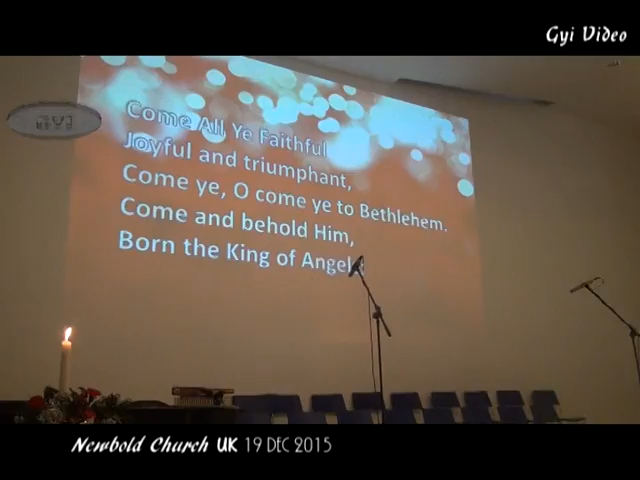 Gyi Video
GYI
Come All Ye Faithful
Joyful and triumphant,
Come ye, O come ye to Bethlehem.
Come and behold Him,
Born the King of Angels
Newbold Church UK 19 DEC 2015